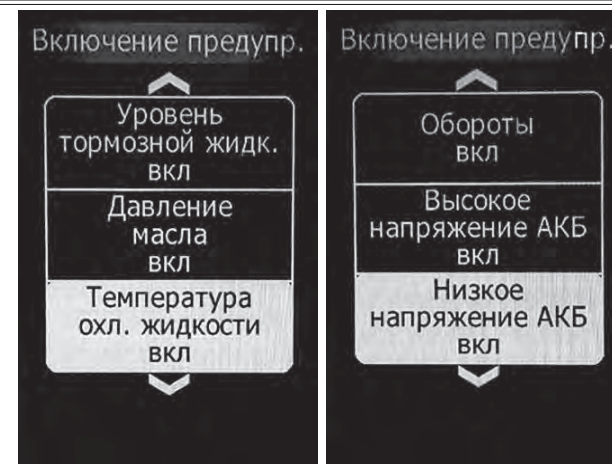 Включение предупр.
Уровень
тормозной жидк.
вкл
Давление
масла
вкл
Температура
охл. жидкости
вкл
Включение предупр.
Обороты
вкл
Высокое
напряжение АКБ
вкл
Низкое
напряжение АКБ
вкл